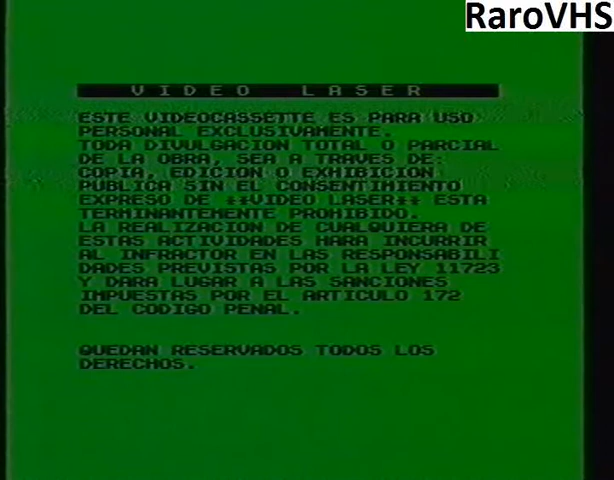 RaroVHS
VIDEO LASER
ESTE VIDEOCASSETTE ES PARA USO
PERSONAL EXCLUSIVAMENTE.
TODA DIVULGACION TOTAL O PARCIAL
DE LA OBRA, SEA A TRAVES DE:
COPIA, EDICION O EXHIBICION
PUBLICA SIN EL CONSENTIMIENTO
EXPRESO DE **VIDEO LASER** ESTA
TERMINANTEMENTE PROHIBIDO.
LA REALIZACION DE CUALQUIERA DE
ESTAS ACTIVIDADES HARA INCURRIR
AL INFRACTOR EN LAS RESPONSABILI
DADES PREVISTAS POR LA LEY 11723
Y DARA LUGAR A LAS SANCIONES
IMPUESTAS POR EL ARTICULO 172
DEL CODIGO PENAL.
QUEDAN RESERVADOS TODOS LOS
DERECHOS.